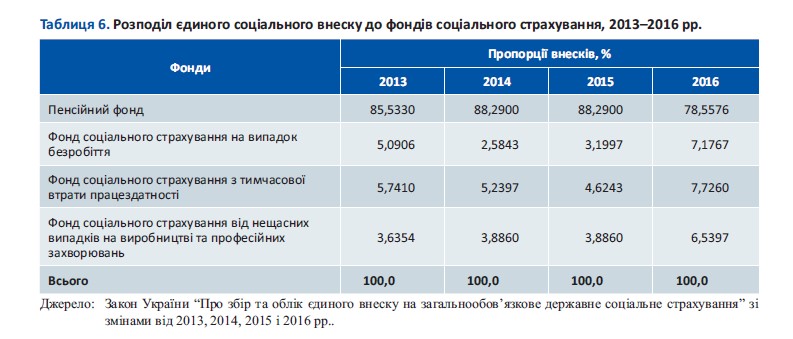 Таблиця 6. Розподіл єдиного соціального внеску до фондів соціального страхування, 2013–2016 рр.
Фонди
Пропорції внесків, %
2013 2014 2015 2016
Пенсійний фонд 85,5330 88,2900 88,2900 78,5576
Фонд соціального страхування на випадок
безробіття 5,0906 2,5843 3,1997 7,1767
Фонд соціального страхування з тимчасової
втрати працездатності 5,7410 5,2397 4,6243 7,7260
Фонд соціального страхування від нещасних
випадків на виробництві та професійних
захворювань 3,6354 3,8860 3,8860 6,5397
Всього 100,0 100,0 100,0 100,0
Джерело: Закон України “Про збір та облік єдиного внеску на загальнообов’язкове державне соціальне страхування” зі
змінами від 2013, 2014, 2015 і 2016 рр..